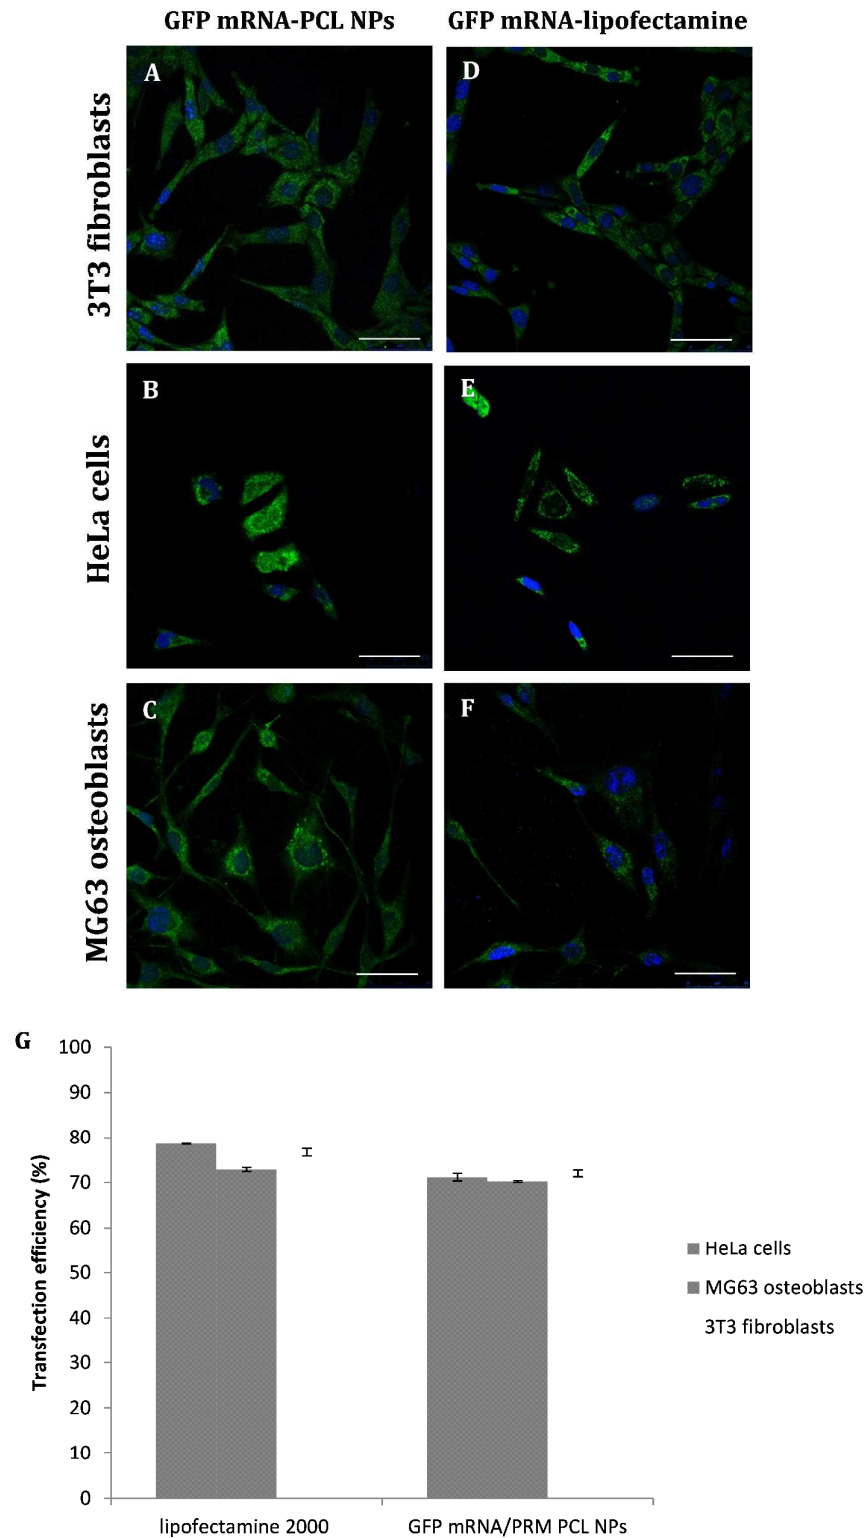 GFP mRNA-PCL NPs GFP mRNA-lipofectamine
3T3 fibroblasts
A
D
HeLa cells
B
E
MG63 osteoblasts
C
F
G
100
90
80
70
60
50
40
30
20
10
0
Transfection efficiency (%)
lipofectamine 2000
GFP mRNA/PRM PCL NPs
HeLa cells
MG63 osteoblasts
3T3 fibroblasts